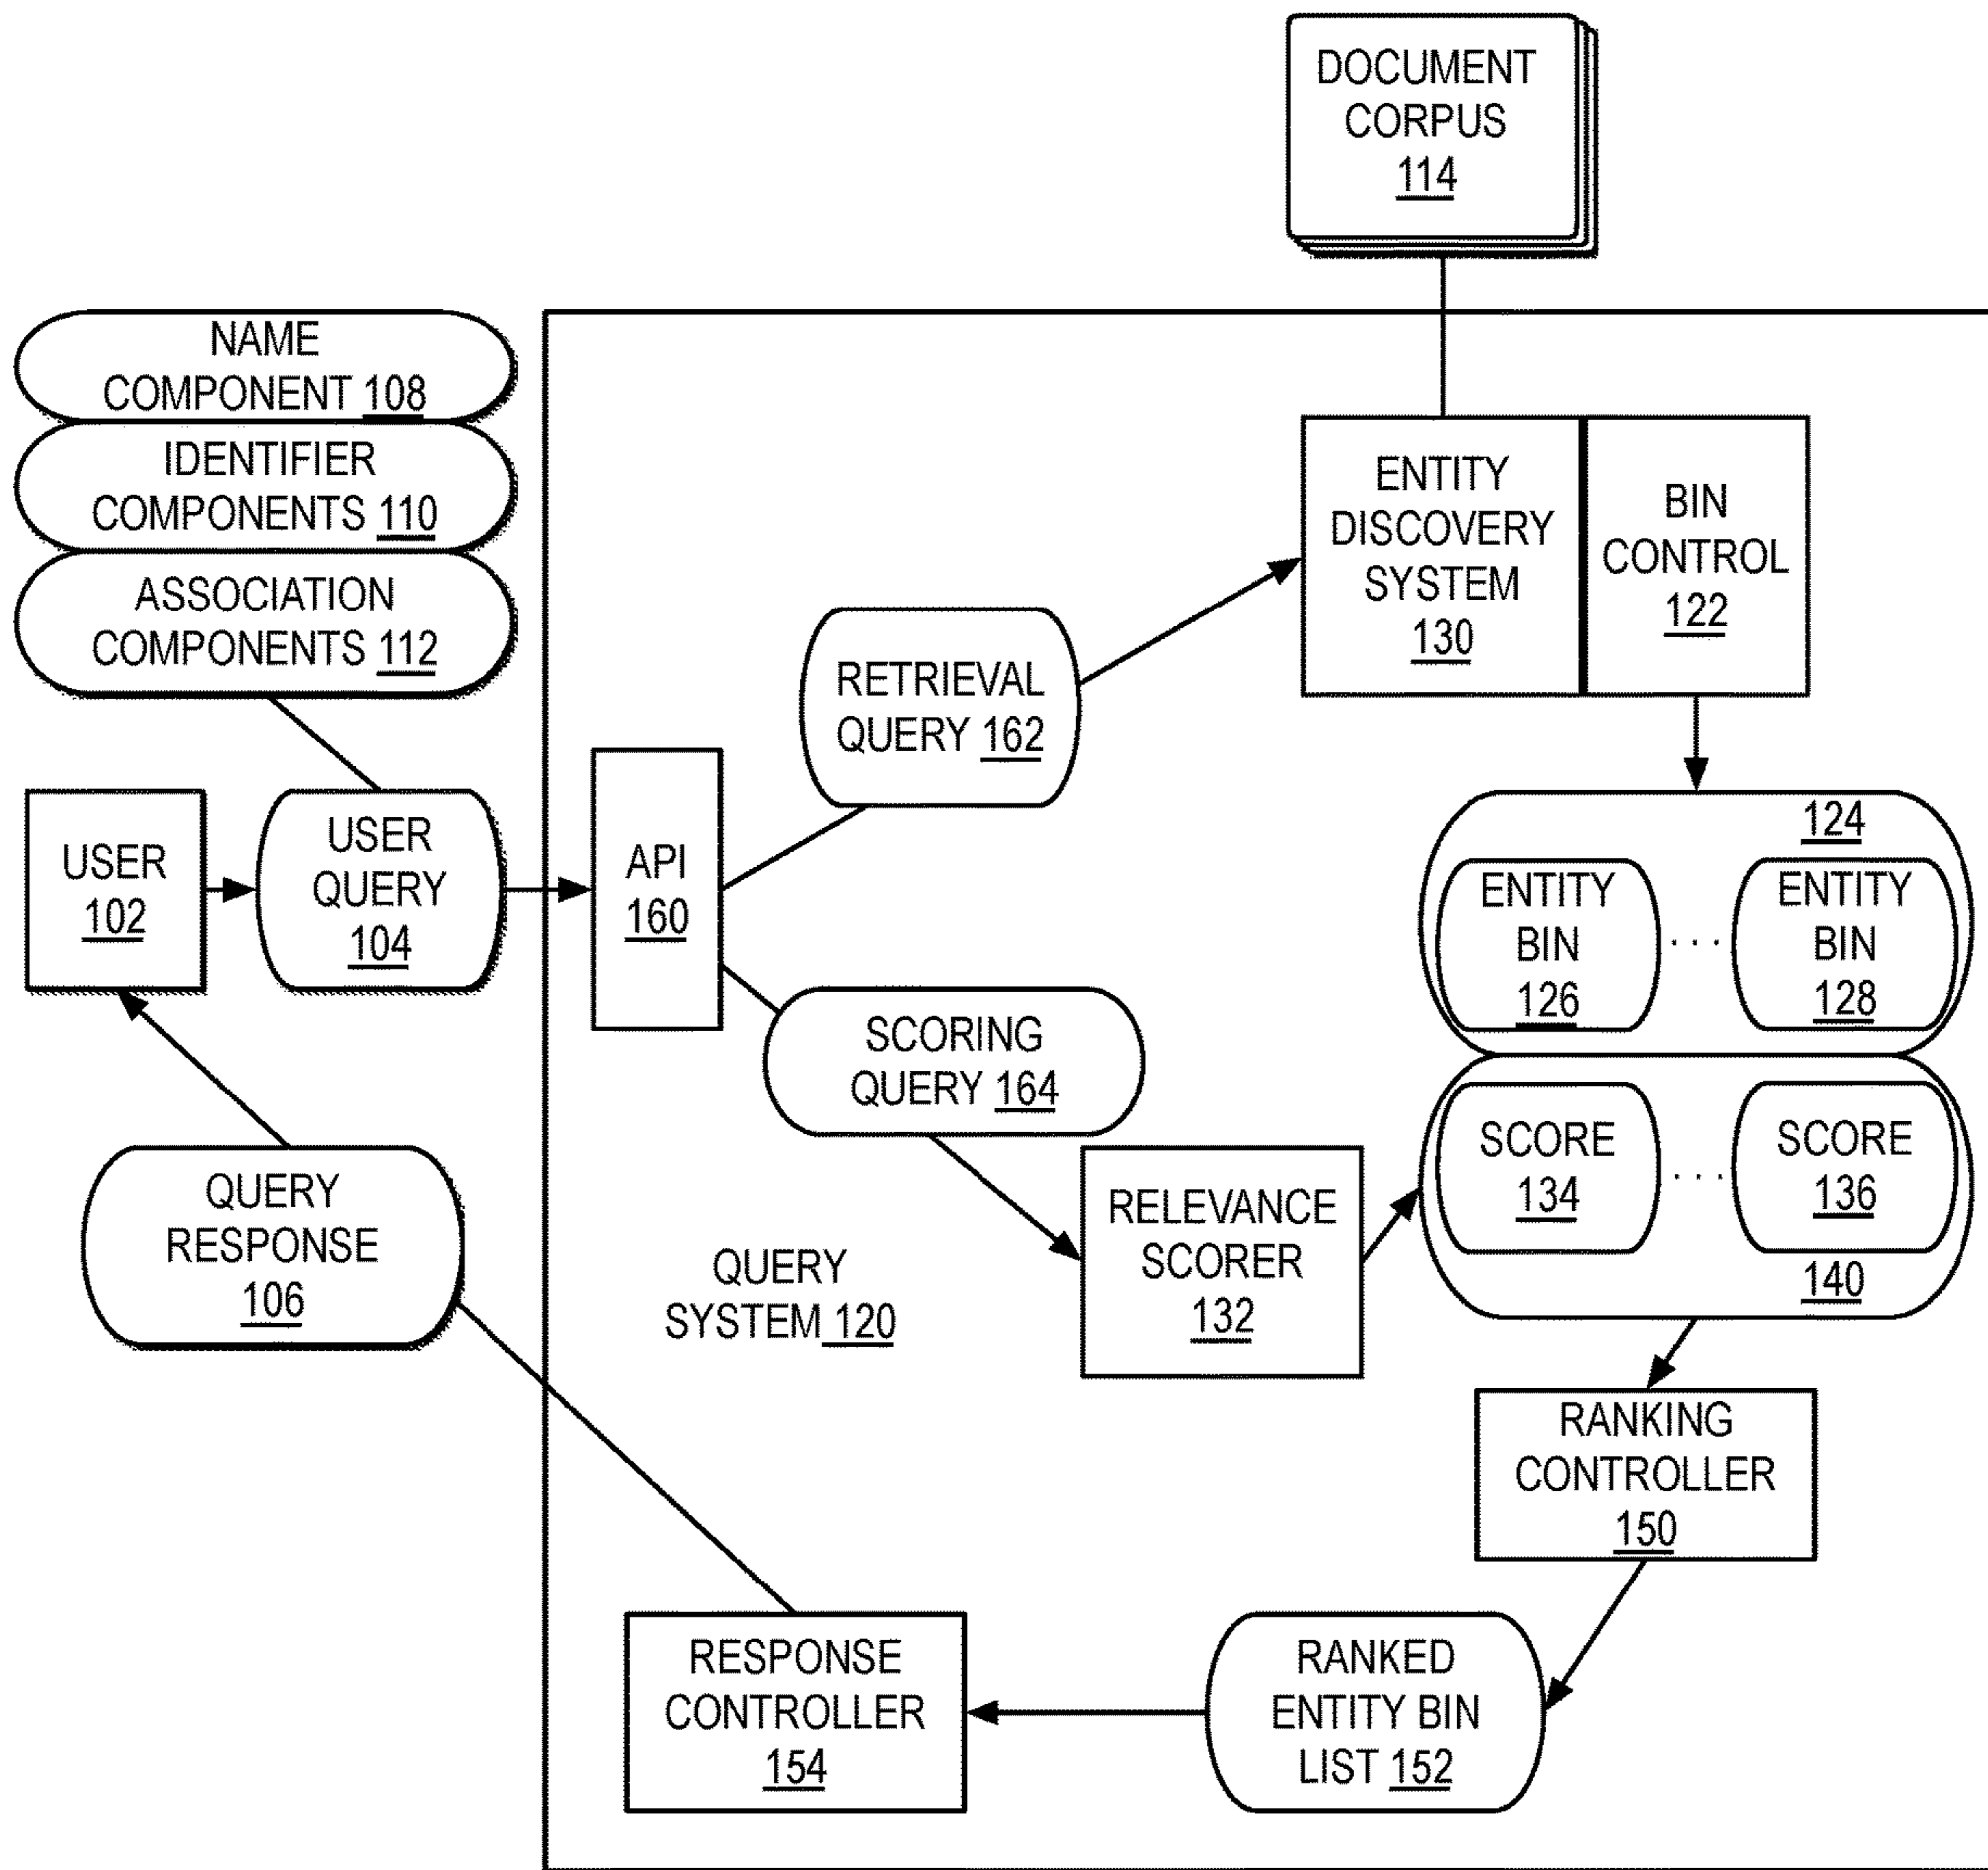 DOCUMENT
CORPUS
114
NAME
COMPONENT 108
IDENTIFIER
COMPONENTS 110
ASSOCIATION
COMPONENTS 112
ENTITY
DISCOVERY
SYSTEM
130
BIN
CONTROL
122
RETRIEVAL
QUERY 162
USER
102
USER
QUERY
104
API
160
124
ENTITY
BIN
126
. . .
ENTITY
BIN
128
SCORING
QUERY 164
SCORE
134
. . .
SCORE
136
140
QUERY
RESPONSE
106
QUERY
SYSTEM 120
RELEVANCE
SCORER
132
RANKING
CONTROLLER
150
RESPONSE
CONTROLLER
154
RANKED
ENTITY BIN
LIST 152